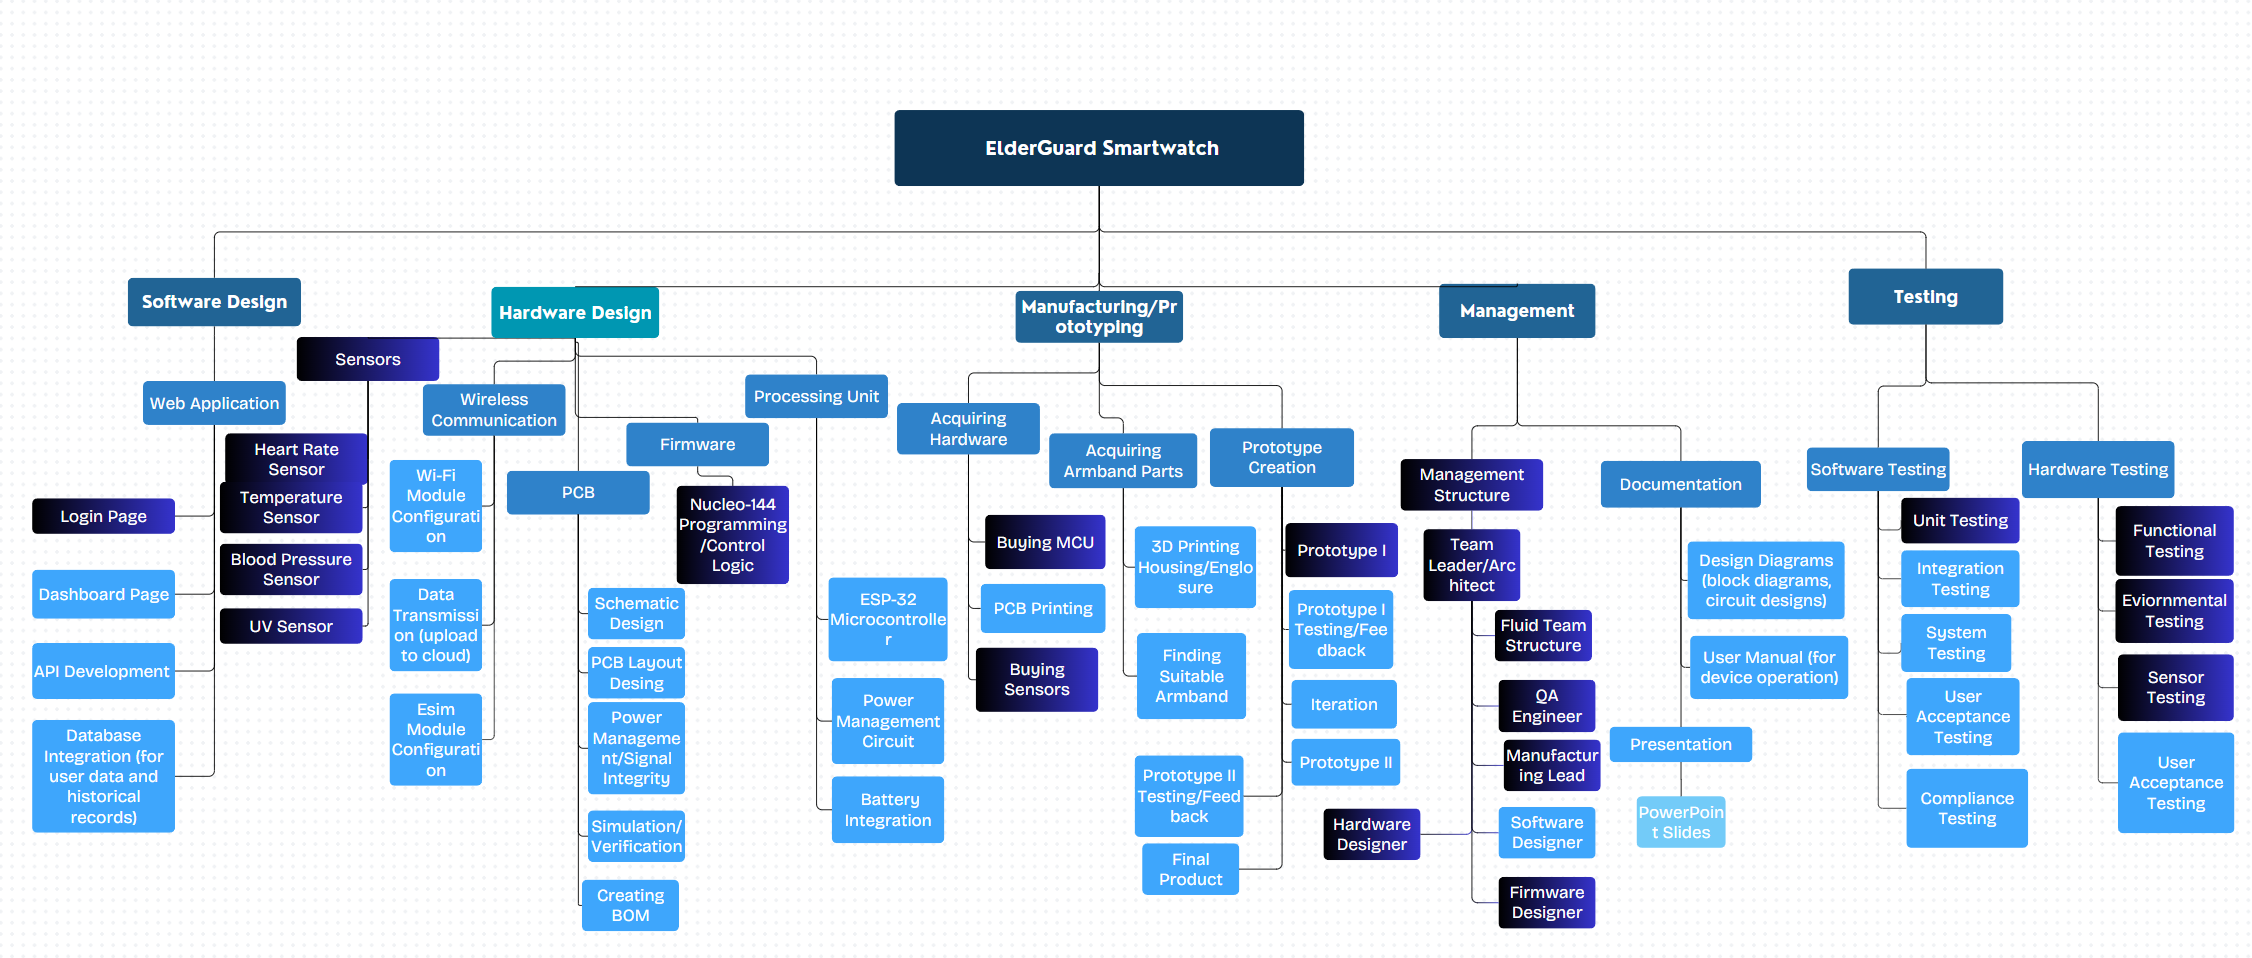 ElderGuard Smartwatch
Software Design
Hardware Design
Manufacturing/Pr
ototyping
Management
Testing
Sensors
Web Application
Heart Rate
Sensor
Temperature
Sensor
Blood Pressure
Sensor
UV Sensor
Login Page
Dashboard Page
API Development
Database
Integration (for
user data and
historical
records)
Wireless
Communication
Wi-Fi
Module
Configurati
on
Data
Transmissi
on (upload
to cloud)
Esim
Module
Configurati
on
PCB
Schematic
Design
PCB Layout
Desing
Power
Manageme
nt/Signal
Integrity
Simulation/
Verification
Creating
BOM
Firmware
Nucleo-144
Programming
/Control
Logic
Processing Unit
ESP-32
Microcontrolle
r
Power
Management
Circuit
Battery
Integration
Acquiring
Hardware
Buying MCU
PCB Printing
Buying
Sensors
Acquiring
Armband Parts
3D Printing
Housing/Englo
sure
Finding
Suitable
Armband
Prototype
Creation
Prototype I
Prototype I
Testing/Fee
dback
Iteration
Prototype II
Prototype II
Testing/Feed
back
Final
Product
Management
Structure
Team
Leader/Arc
hitect
Fluid Team
Structure
QA
Engineer
Manufactur
ing Lead
Hardware
Designer
Software
Designer
Firmware
Designer
Documentation
Design Diagrams
(block diagrams,
circuit designs)
User Manual (for
device operation)
Presentation
PowerPoin
t Slides
Software Testing
Unit Testing
Integration
Testing
System
Testing
User
Acceptance
Testing
Compliance
Testing
Hardware Testing
Functional
Testing
Eviornmental
Testing
Sensor
Testing
User
Acceptance
Testing